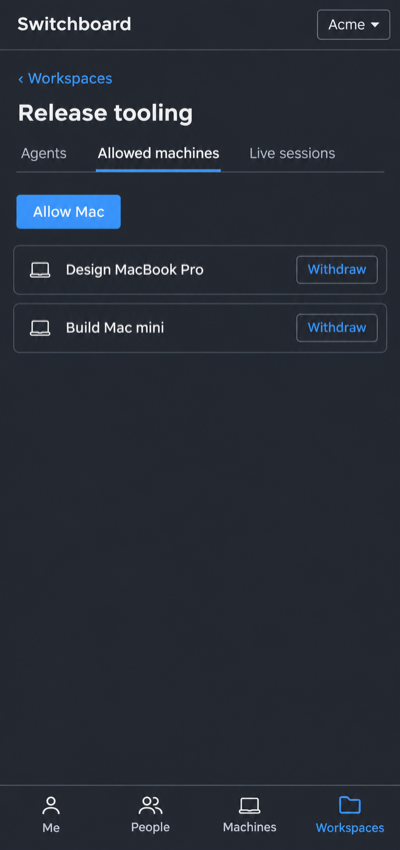 Switchboard
Acme
‹ Workspaces
Release tooling
Agents
Allowed machines
Live sessions
Allow Mac
Design MacBook Pro
Withdraw
Build Mac mini
Withdraw
Me
People
Machines
Workspaces